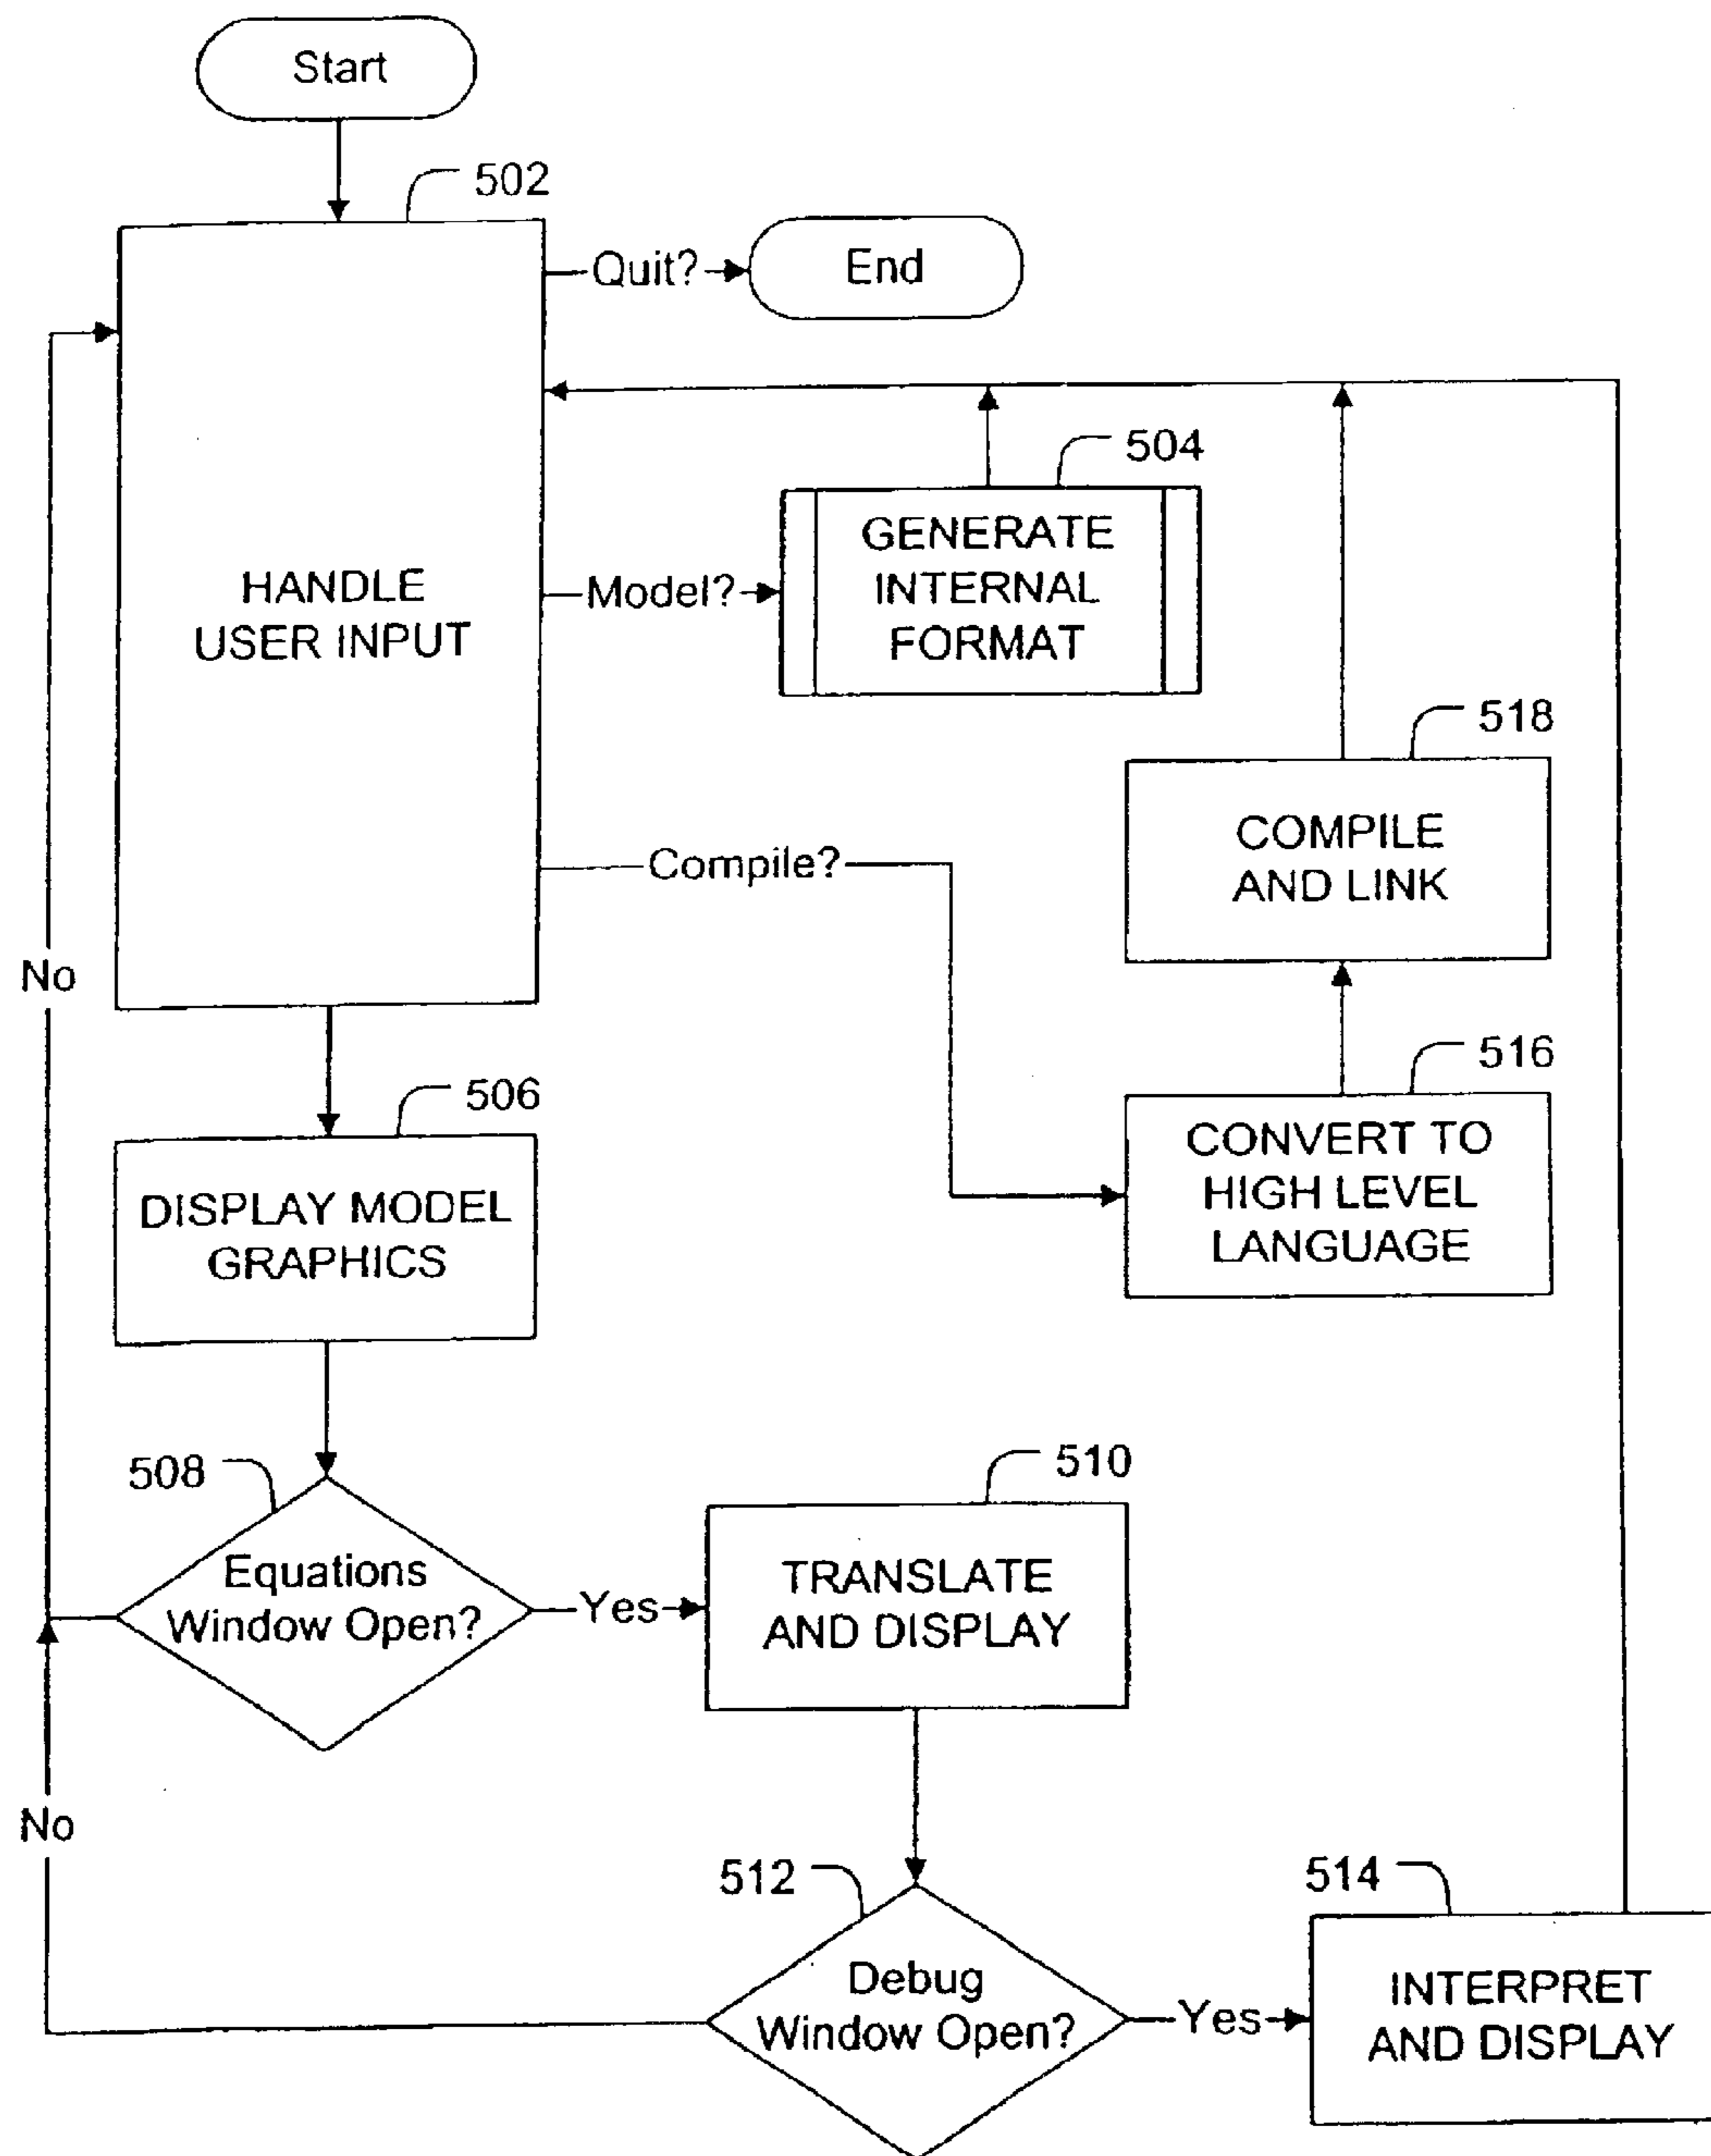 Start
502
Quit?
End
504
GENERATE
INTERNAL
FORMAT
HANDLE
USER INPUT
Model?
518
COMPILE
AND LINK
Compile?
No
516
CONVERT TO
HIGH LEVEL
LANGUAGE
506
DISPLAY MODEL
GRAPHICS
508
Equations
Window Open?
Yes
510
TRANSLATE
AND DISPLAY
No
512
Debug
Window Open?
Yes
514
INTERPRET
AND DISPLAY